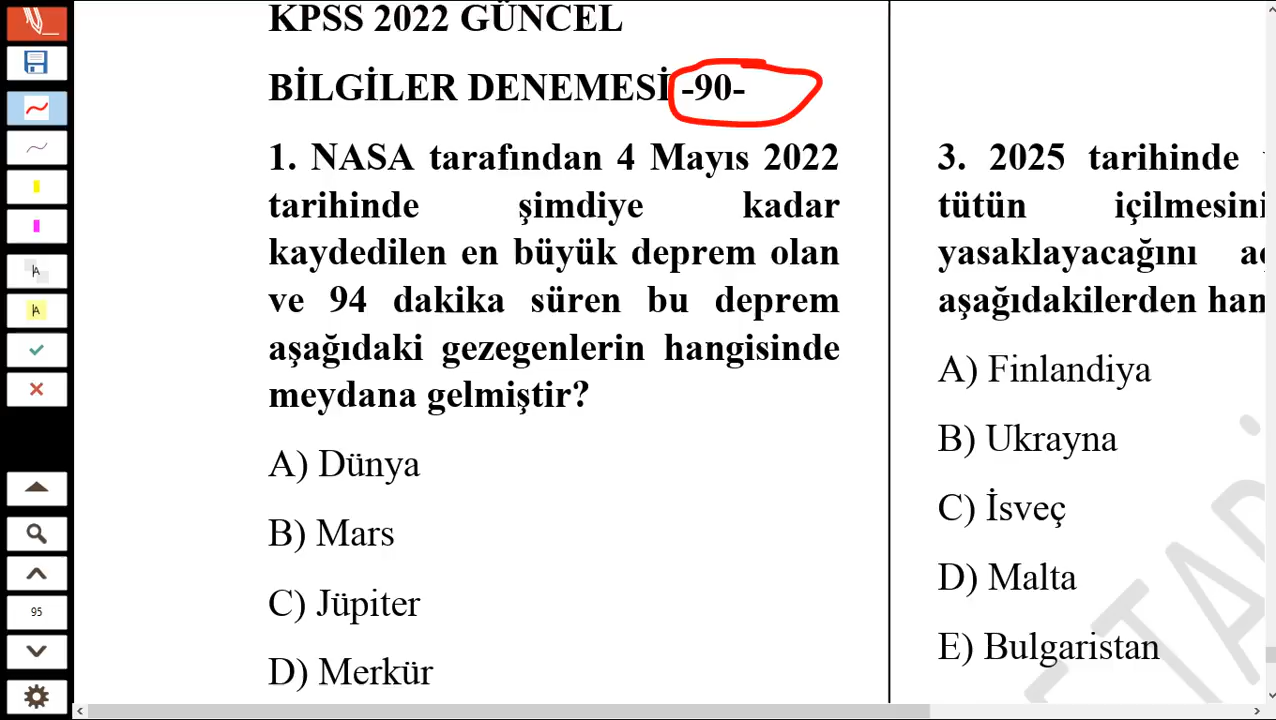 KPSS 2022 GÜNCEL
BİLGİLER DENEMESİ -90-
1. NASA tarafından 4 Mayıs 2022
tarihinde şimdiye kadar
kaydedilen en büyük deprem olan
ve 94 dakika süren bu deprem
aşağıdaki gezegenlerin hangisinde
meydana gelmiştir?
A) Dünya
B) Mars
C) Jüpiter
D) Merkür
3. 2025 tarihinde
tütün içilmesini
yasaklayacağını
aşağıdakilerden
A) Finlandiya
B) Ukrayna
C) İsveç
D) Malta
E) Bulgaristan
95